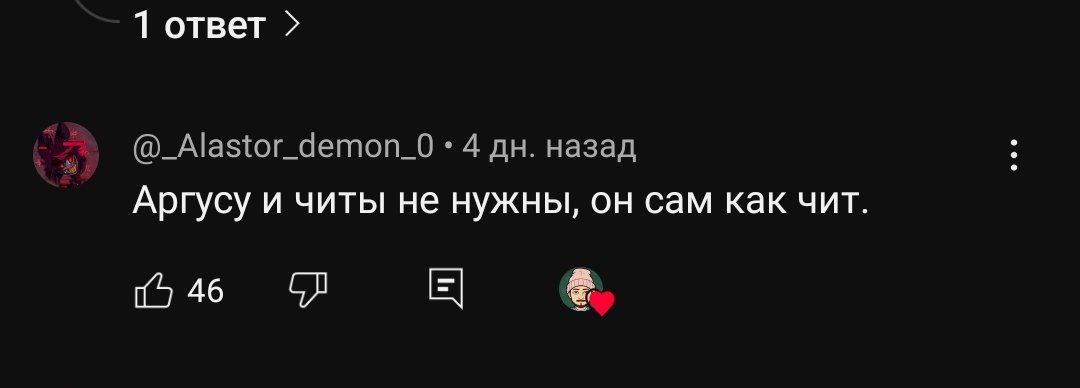 1 ответ
@_Alastor_demon_0 • 4 дн. назад
Аргусу и читы не нужны, он сам как чит.
46